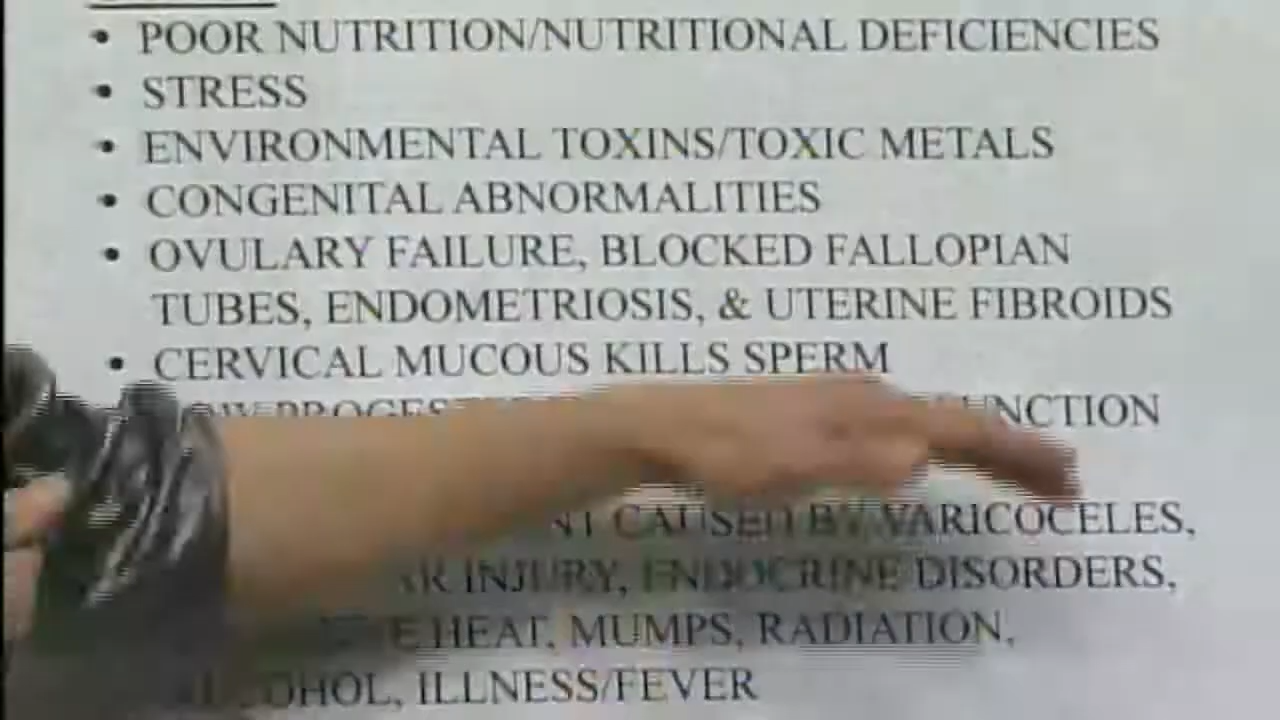 • POOR NUTRITION/NUTRITIONAL DEFICIENCIES
• STRESS
• ENVIRONMENTAL TOXINS/TOXIC METALS
• CONGENITAL ABNORMALITIES
• OVULARY FAILURE, BLOCKED FALLOPIAN
TUBES, ENDOMETRIOSIS, & UTERINE FIBROIDS
• CERVICAL MUCOUS KILLS SPERM
CAUSED BY VARICOCELES,
INJURY, ENDOCRINE DISORDERS,
HEAT, MUMPS, RADIATION,
ALCOHOL, ILLNESS/FEVER